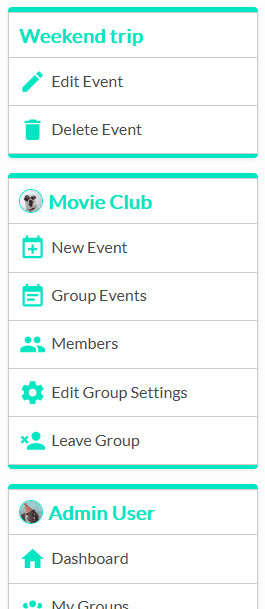 Weekend trip
Edit Event
Delete Event
Movie Club
New Event
Group Events
Members
Edit Group Settings
Leave Group
Admin User
Dashboard
My Groups